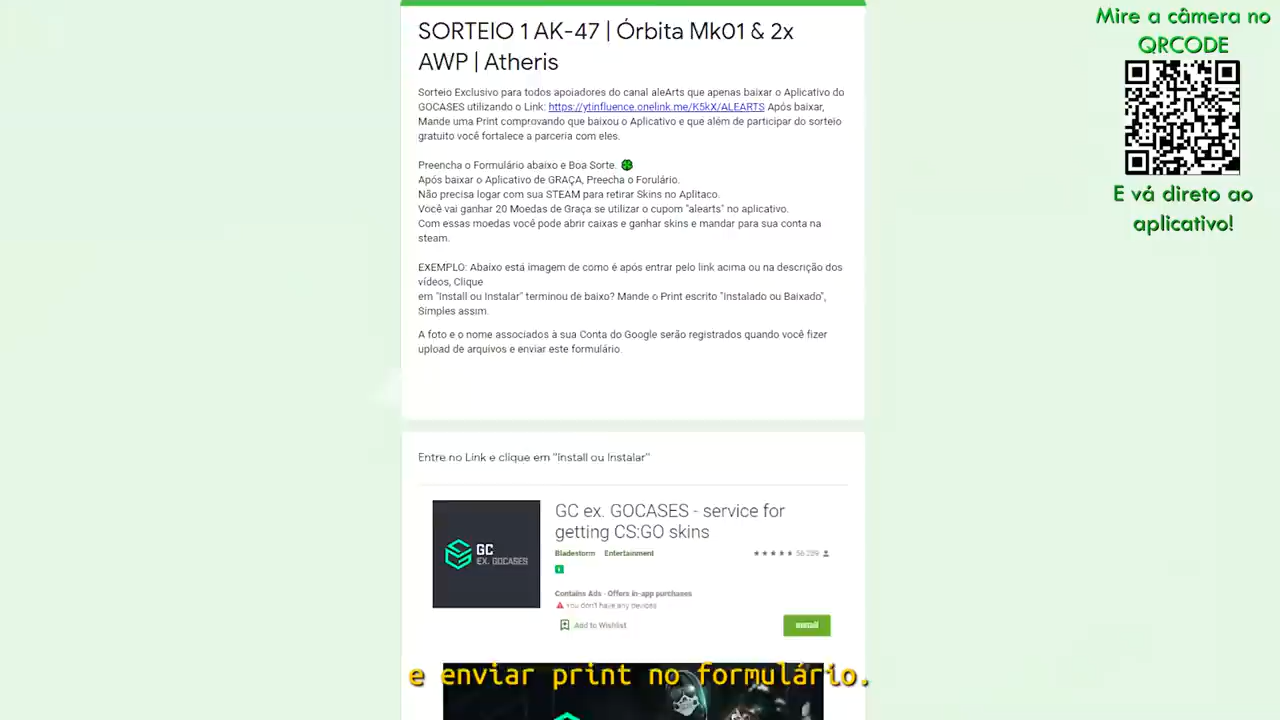 SORTEIO 1 AK-47 | Órbita Mk01 & 2x
AWP | Atheris
Sorteio Exclusivo para todos apoiadores do canal aleArts que apenas baixar o Aplicativo do
GOCASES utilizando o Link: https://ytinfluence.onelink.me/K5kX/ALEARTS Após baixar,
Mande uma Print comprovando que baixou o Aplicativo e que além de participar do sorteio
gratuito você fortalece a parceria com eles.
Preencha o Formulário abaixo e Boa Sorte.
Após baixar o Aplicativo de GRAÇA, Preecha o Forulário.
Não precisa logar com sua STEAM para retirar Skins no Aplitaco.
Você vai ganhar 20 Moedas de Graça se utilizar o cupom "alearts" no aplicativo.
Com essas moedas você pode abrir caixas e ganhar skins e mandar para sua conta na
steam.
EXEMPLO: Abaixo está imagem de como é após entrar pelo link acima ou na descrição dos
vídeos, Clique
em "Install ou Instalar" terminou de baixo? Mande o Print escrito "Instalado ou Baixado",
Simples assim.
A foto e o nome associados à sua Conta do Google serão registrados quando você fizer
upload de arquivos e enviar este formulário.
Entre no Link e clique em "Install ou Instalar"
GC
EX. GOCASES
GC ex. GOCASES - service for
getting CS:GO skins
Bladestorm Entertainment
Contains Ads · Offers in-app purchases
You don't have any devices
Add to Wishlist
Install
e enviar print no formulário.
Mire a câmera no
QRCODE
E vá direto ao
aplicativo!